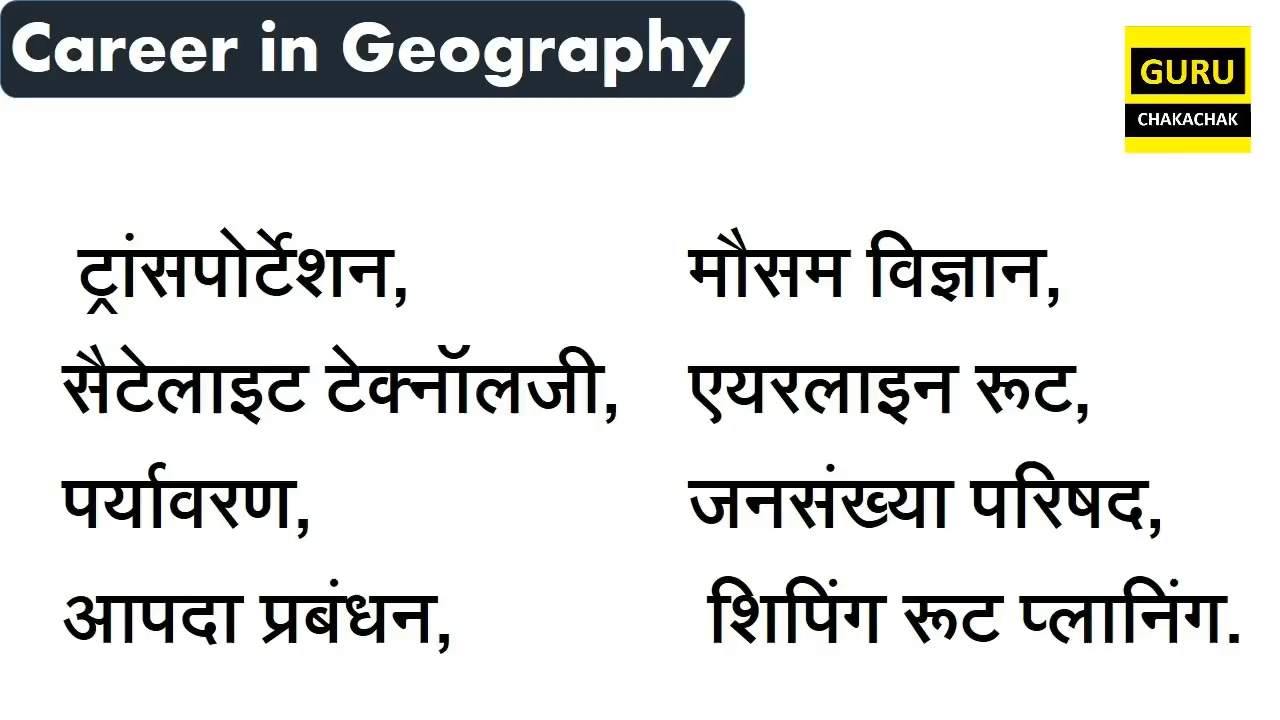 Career in Geography
GURU
CHAKACHAK
ट्रांसपोर्टेशन,
सैटेलाइट टेक्नॉलजी,
पर्यावरण,
आपदा प्रबंधन,
मौसम विज्ञान,
एयरलाइन रूट,
जनसंख्या परिषद,
शिपिंग रूट प्लानिंग.